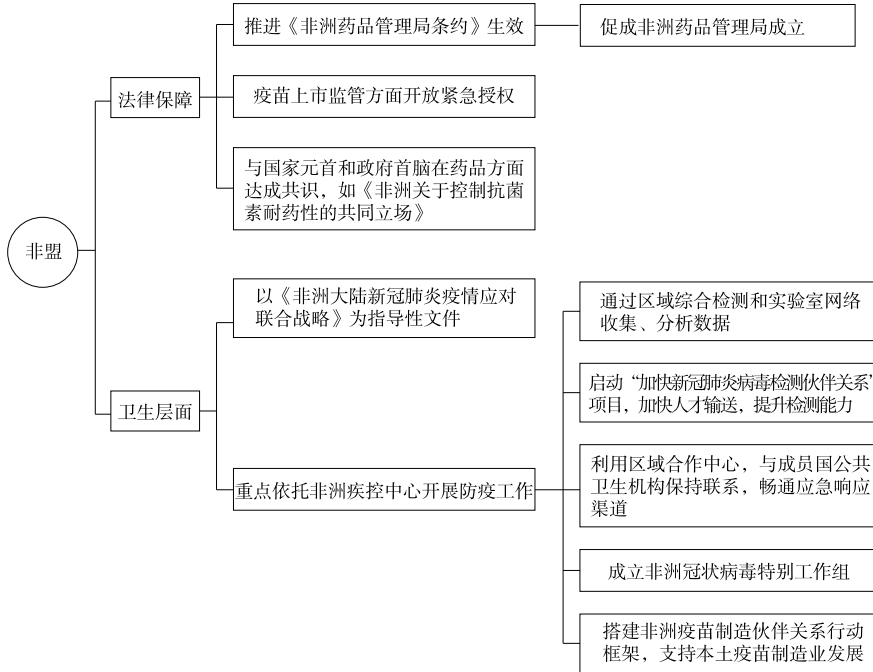 非盟
法律保障
推进《非洲药品管理局条约》生效
促成非洲药品管理局成立
疫苗上市监管方面开放紧急授权
与国家元首和政府首脑在药品方面
达成共识，如《非洲关于控制抗菌
素耐药性的共同立场》
卫生层面
以《非洲大陆新冠肺炎疫情应对
联合战略》为指导性文件
重点依托非洲疾控中心开展防疫工作
通过区域综合检测和实验室网络
收集、分析数据
启动“加快新冠肺炎病毒检测伙伴关系”
项目，加快人才输送，提升检测能力
利用区域合作中心，与成员国公共
卫生机构保持联系，畅通应急响应
渠道
成立非洲冠状病毒特别工作组
搭建非洲疫苗制造伙伴关系行动
框架，支持本土疫苗制造业发展